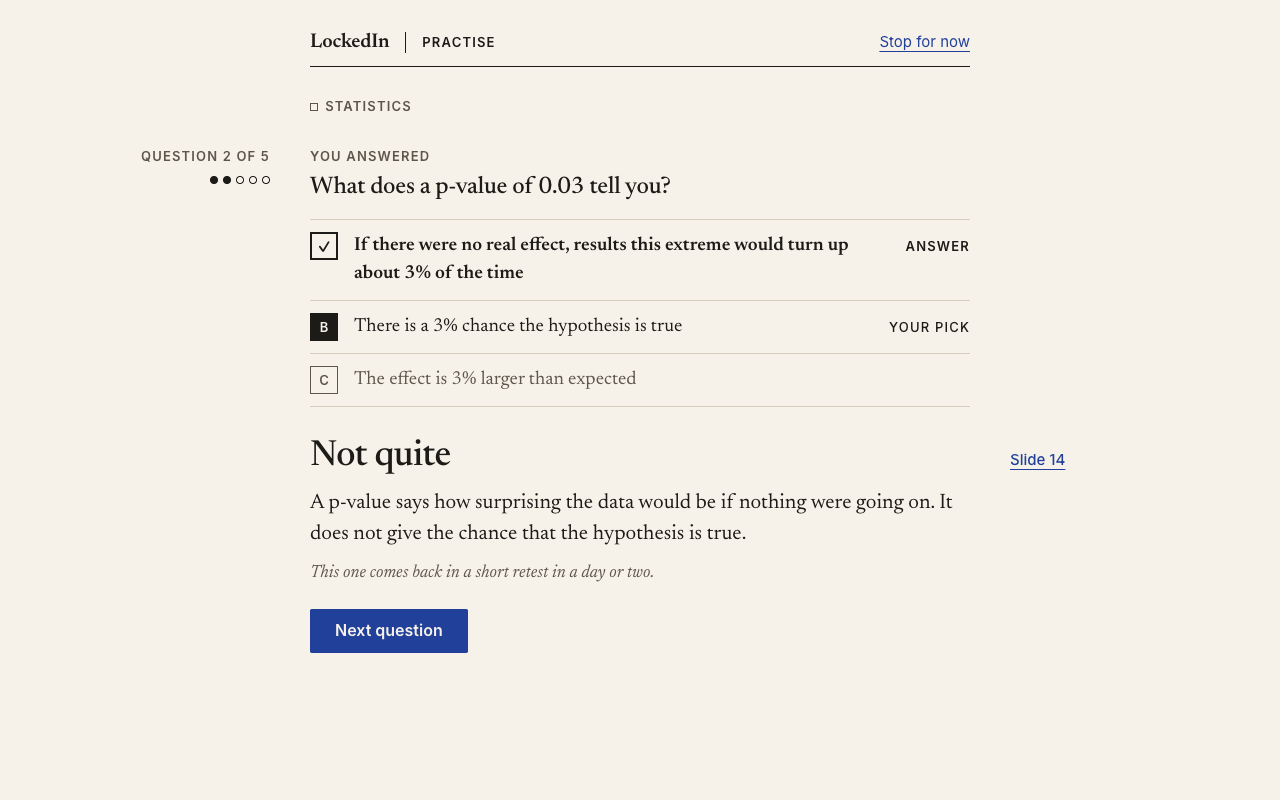 LockedIn
PRACTISE
Stop for now
STATISTICS
QUESTION 2 OF 5
YOU ANSWERED
What does a p-value of 0.03 tell you?
If there were no real effect, results this extreme would turn up
about 3% of the time
ANSWER
B
There is a 3% chance the hypothesis is true
YOUR PICK
C
The effect is 3% larger than expected
Not quite
Slide 14
A p-value says how surprising the data would be if nothing were going on. It
does not give the chance that the hypothesis is true.
This one comes back in a short retest in a day or two.
Next question